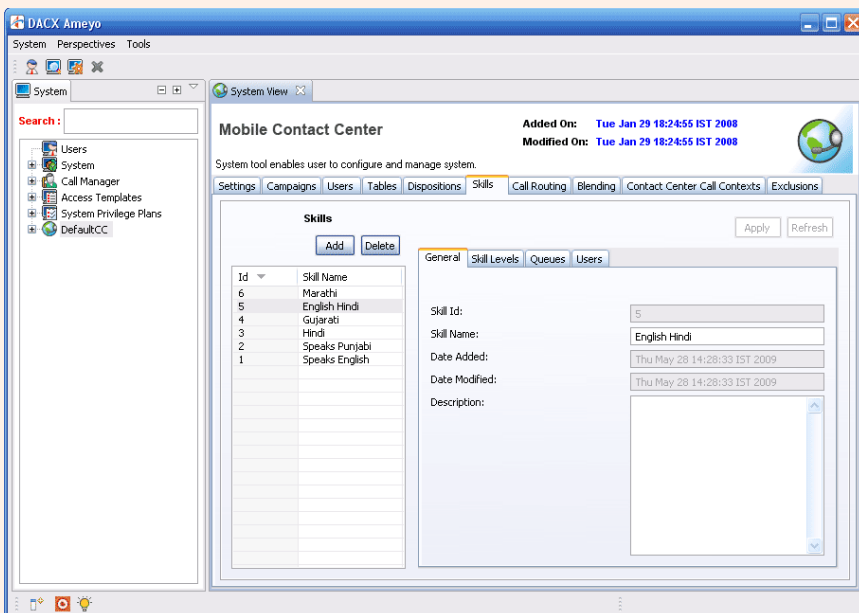 DACX Ameyo
System Perspectives Tools
System
Search :
Users
System
Call Manager
Access Templates
System Privilege Plans
DefaultCC
System View
Mobile Contact Center
Added On: Tue Jan 29 18:24:55 IST 2008
Modified On: Tue Jan 29 18:24:55 IST 2008
System tool enables user to configure and manage system.
Settings Campaigns Users Tables Dispositions Skills Call Routing Blending Contact Center Call Contexts Exclusions
Skills
Add Delete
Apply Refresh
Id Skill Name
6 Marathi
5 English Hindi
4 Gujarati
3 Hindi
2 Speaks Punjabi
1 Speaks English
General Skill Levels Queues Users
Skill Id: 5
Skill Name: English Hindi
Date Added: Thu May 28 14:28:33 IST 2009
Date Modified: Thu May 28 14:28:33 IST 2009
Description: